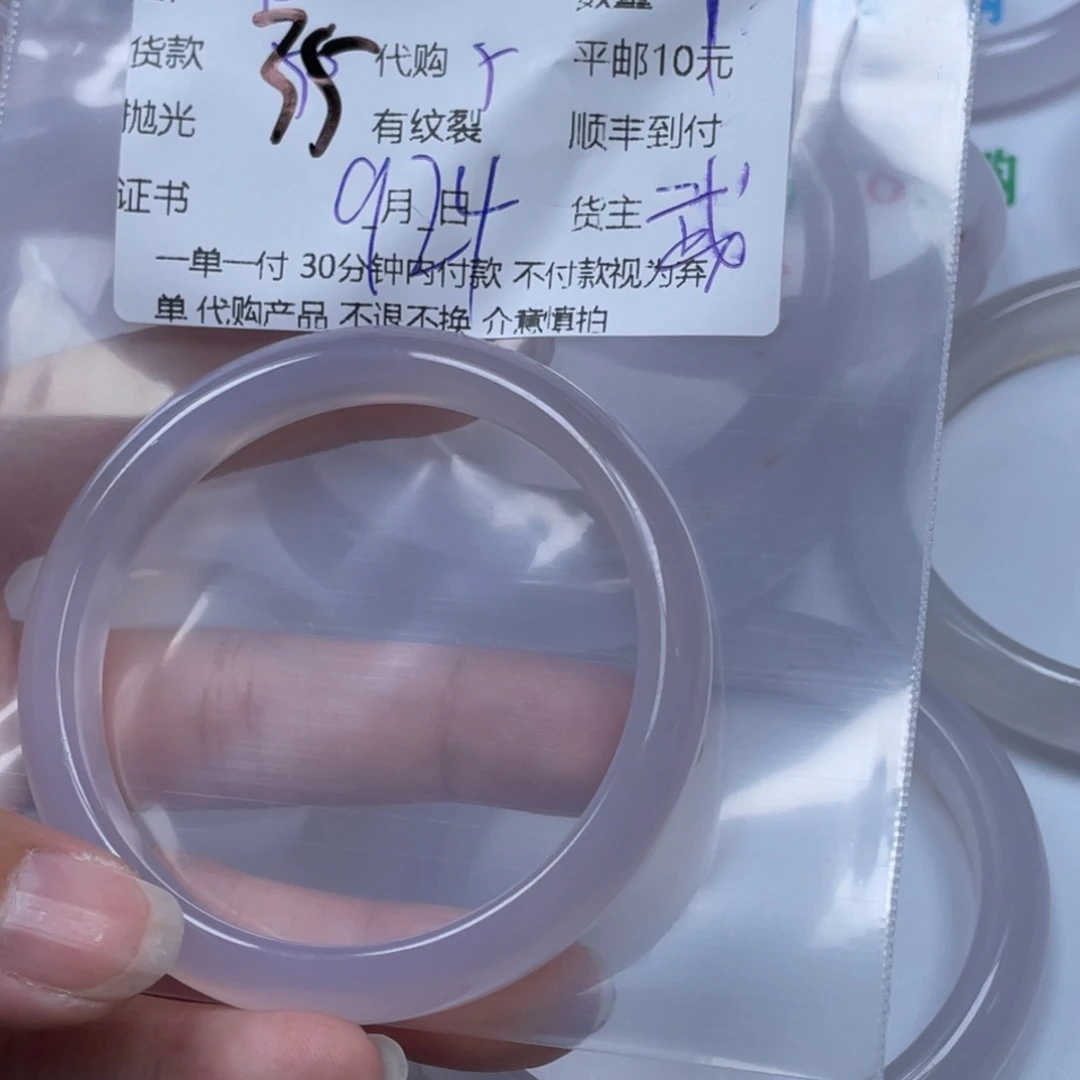 货款 35 代购 5 平邮10元
抛光 有纹裂 顺丰到付
证书 9月24日 货主
一单一付 30分钟内付款 不付款视为弃
单 代购产品 不退不换 介意慎拍
购